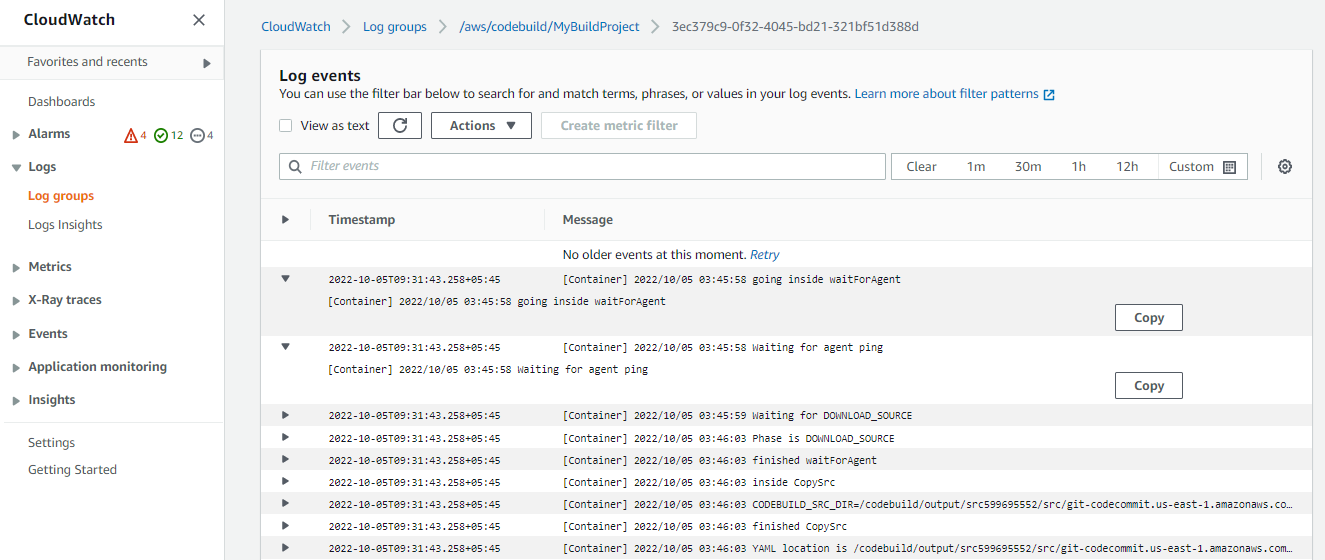 CloudWatch
Favorites and recents
Dashboards
Alarms 4 12 4
Logs
Log groups
Logs Insights
Metrics
X-Ray traces
Events
Application monitoring
Insights
Settings
Getting Started
CloudWatch Log groups /aws/codebuild/MyBuildProject 3ec379c9-0f32-4045-bd21-321bf51d388d
Log events
You can use the filter bar below to search for and match terms, phrases, or values in your log events. Learn more about filter patterns
View as text Actions Create metric filter
Filter events Clear 1m 30m 1h 12h Custom
Timestamp Message
No older events at this moment. Retry
2022-10-05T09:31:43.258+05:45 [Container] 2022/10/05 03:45:58 going inside waitForAgent
[Container] 2022/10/05 03:45:58 going inside waitForAgent
Copy
2022-10-05T09:31:43.258+05:45 [Container] 2022/10/05 03:45:58 Waiting for agent ping
[Container] 2022/10/05 03:45:58 Waiting for agent ping
Copy
2022-10-05T09:31:43.258+05:45 [Container] 2022/10/05 03:45:59 Waiting for DOWNLOAD_SOURCE
2022-10-05T09:31:43.258+05:45 [Container] 2022/10/05 03:46:03 Phase is DOWNLOAD_SOURCE
2022-10-05T09:31:43.258+05:45 [Container] 2022/10/05 03:46:03 finished waitForAgent
2022-10-05T09:31:43.258+05:45 [Container] 2022/10/05 03:46:03 inside CopySrc
2022-10-05T09:31:43.258+05:45 [Container] 2022/10/05 03:46:03 CODEBUILD_SRC_DIR=/codebuild/output/src599695552/src/git-codecommit.us-east-1.amazonaws.co…
2022-10-05T09:31:43.258+05:45 [Container] 2022/10/05 03:46:03 finished CopySrc
2022-10-05T09:31:43.258+05:45 [Container] 2022/10/05 03:46:03 YAML location is /codebuild/output/src599695552/src/git-codecommit.us-east-1.amazonaws.com…